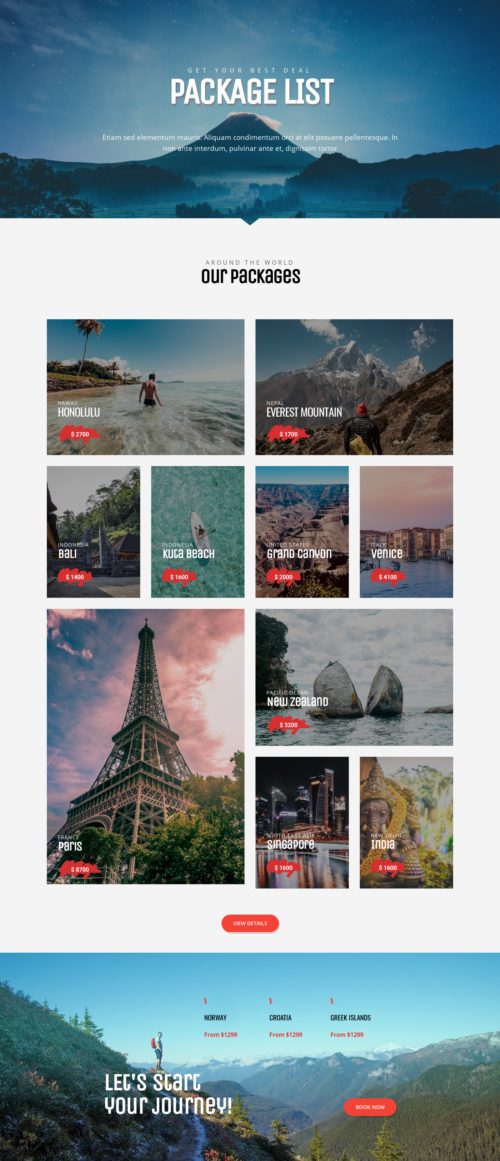 GET YOUR BEST DEAL
PACKAGE LIST
Etiam sed elementum mauris. Aliquam condimentum orci at elit posuere pellentesque. In
non ante interdum, pulvinar ante et, dignissim tortor
AROUND THE WORLD
Our Packages
HAWAII
HONOLULU
$ 2700
NEPAL
EVEREST MOUNTAIN
$ 1700
INDONESIA
Bali
$ 1400
INDONESIA
Kuta Beach
$ 1600
UNITED STATES
Grand Canyon
$ 2000
ITALY
Venice
$ 4100
FRANCE
Paris
$ 8700
PACIFIC OCEAN
New Zealand
$ 3200
SOUTH EAST ASIA
Singapore
$ 1600
NEW DELHI
India
$ 1600
VIEW DETAILS
NORWAY
From $1299
CROATIA
From $1299
GREEK ISLANDS
From $1299
Let's Start
Your Journey!
BOOK NOW